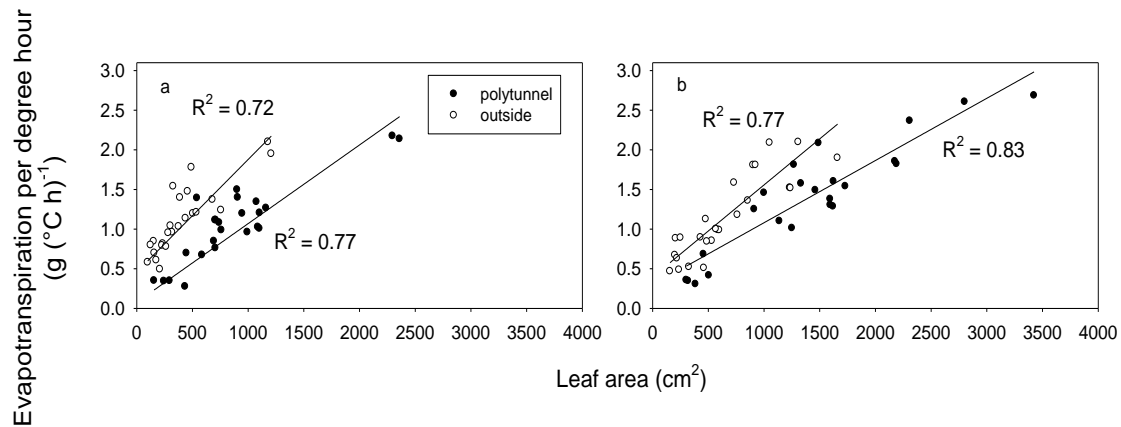 Evapotranspiration per degree hour
(g (°C h)-1)
a
R2 = 0.72
polytunnel
outside
R2 = 0.77
3.0
2.5
2.0
1.5
1.0
0.5
0.0
0 500 1000 1500 2000 2500 3000 3500 4000
b
R2 = 0.77
R2 = 0.83
3.0
2.5
2.0
1.5
1.0
0.5
0.0
0 500 1000 1500 2000 2500 3000 3500 4000
Leaf area (cm2)